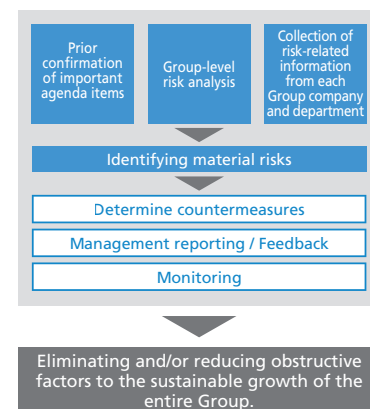 Prior
confirmation
of important
agenda items
Group-level
risk analysis
Collection of
risk-related
information
from each
Group company
and department
Identifying material risks
Determine countermeasures
Management reporting / Feedback
Monitoring
Eliminating and/or reducing obstructive
factors to the sustainable growth of the
entire Group.